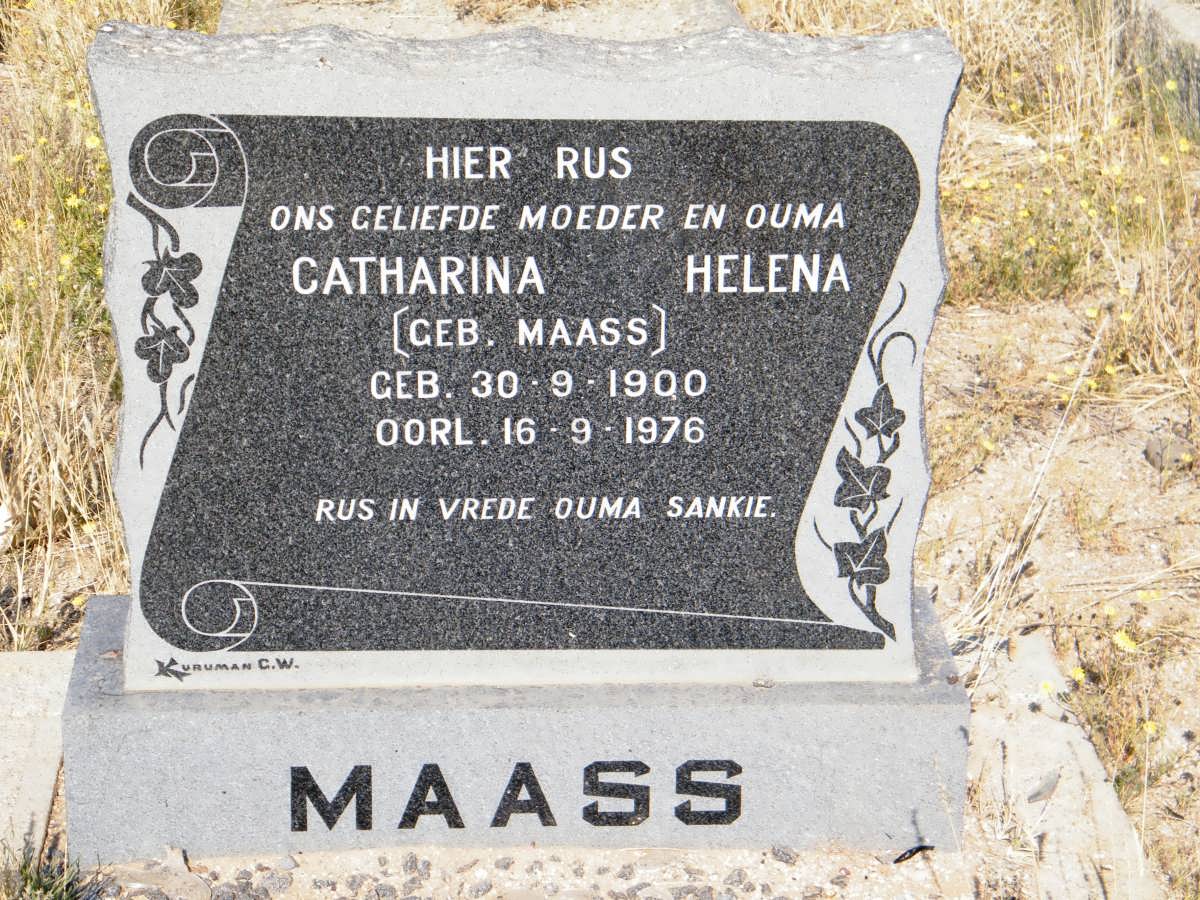 HIER RUS
ONS GELIEFDE MOEDER EN OUMA
CATHARINA HELENA
[GEB. MAASS]
GEB. 30-9-1900
OORL. 16-9-1976
RUS IN VREDE OUMA SANKIE.
KURUMAN G.W.
MAASS